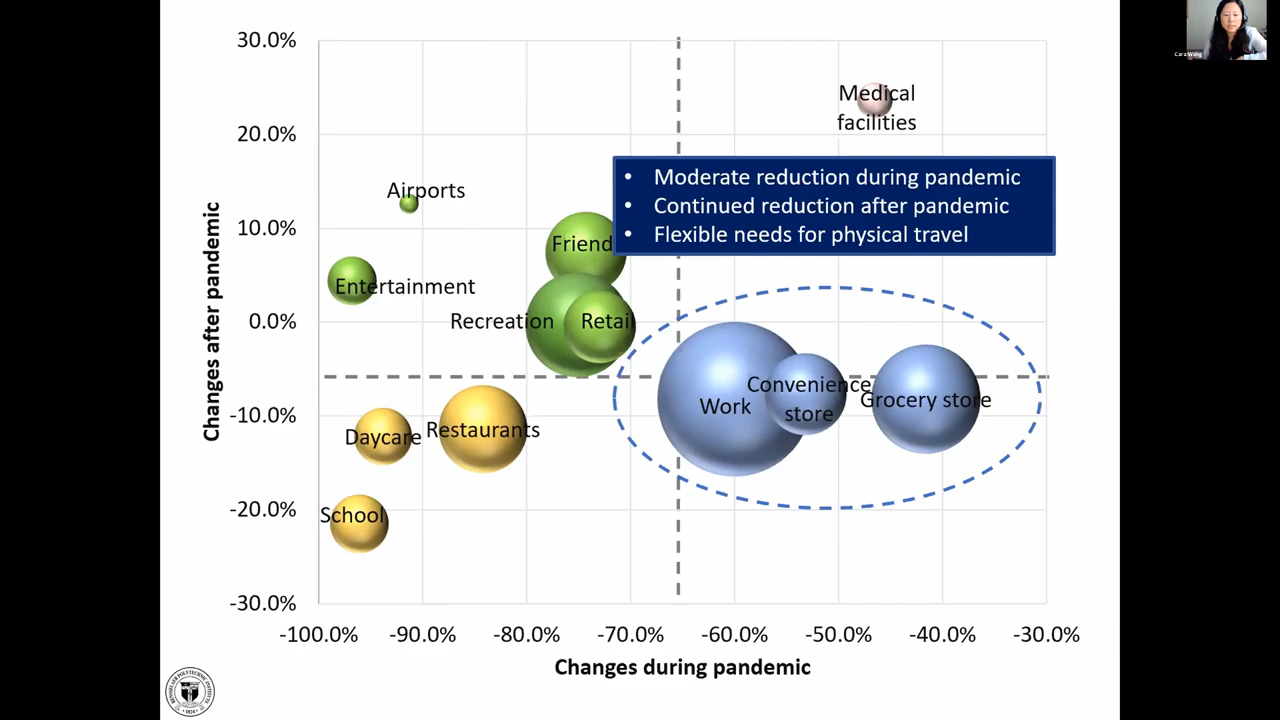 Cara Wang
30.0%
20.0%
10.0%
0.0%
-10.0%
-20.0%
-30.0%
Changes after pandemic
Medical
facilities
Airports
• Moderate reduction during pandemic
• Continued reduction after pandemic
• Flexible needs for physical travel
Friend
Entertainment
Recreation
Retail
Convenience
store
Work
Grocery store
Daycare
Restaurants
School
-100.0%
-90.0%
-80.0%
-70.0%
-60.0%
-50.0%
-40.0%
-30.0%
Changes during pandemic